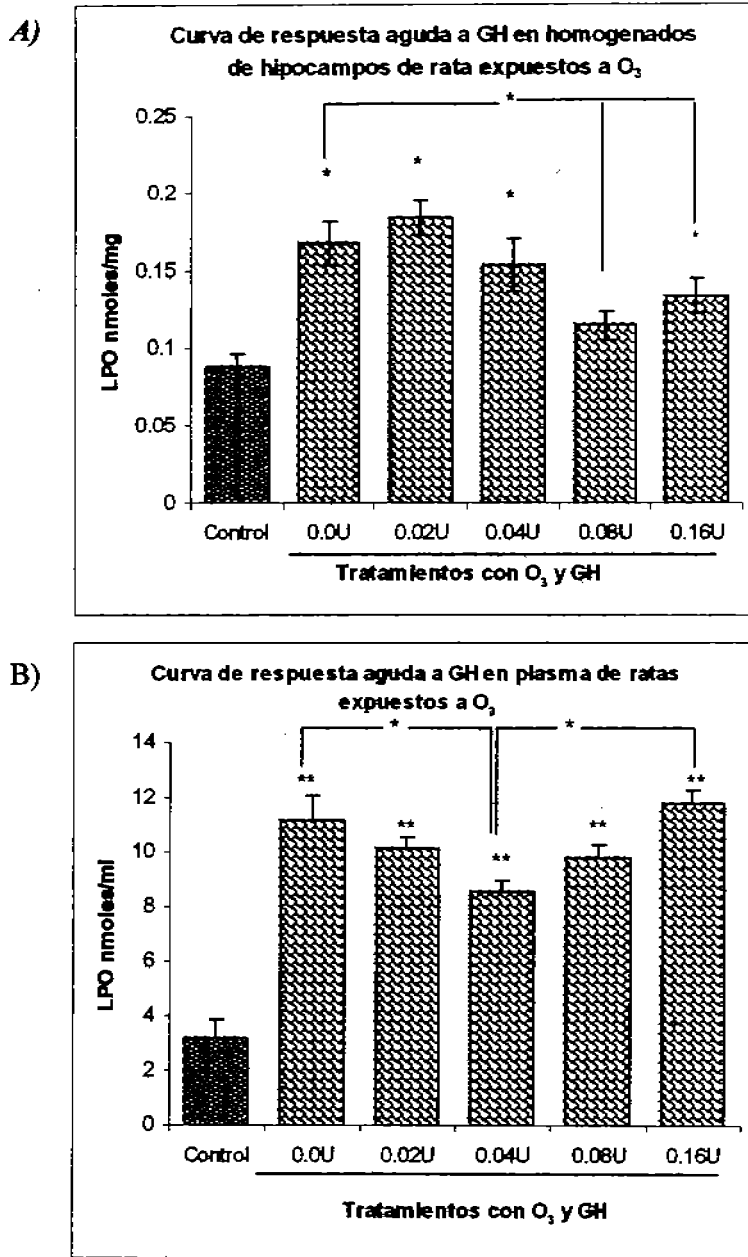 A)
Curva de respuesta aguda a GH en homogenados
de hipocampos de rata expuestos a O₃
*
0.25
* * *
0.2
*
0.15
0.1
0.05
0
LPO nmoles/mg
Control 0.0U 0.02U 0.04U 0.08U 0.16U
Tratamientos con O₃ y GH
B)
Curva de respuesta aguda a GH en plasma de ratas
expuestos a O₃
* *
14
** ** ** ** **
12
10
8
6
4
2
0
LPO nmoles/ml
Control 0.0U 0.02U 0.04U 0.08U 0.16U
Tratamientos con O₃ y GH